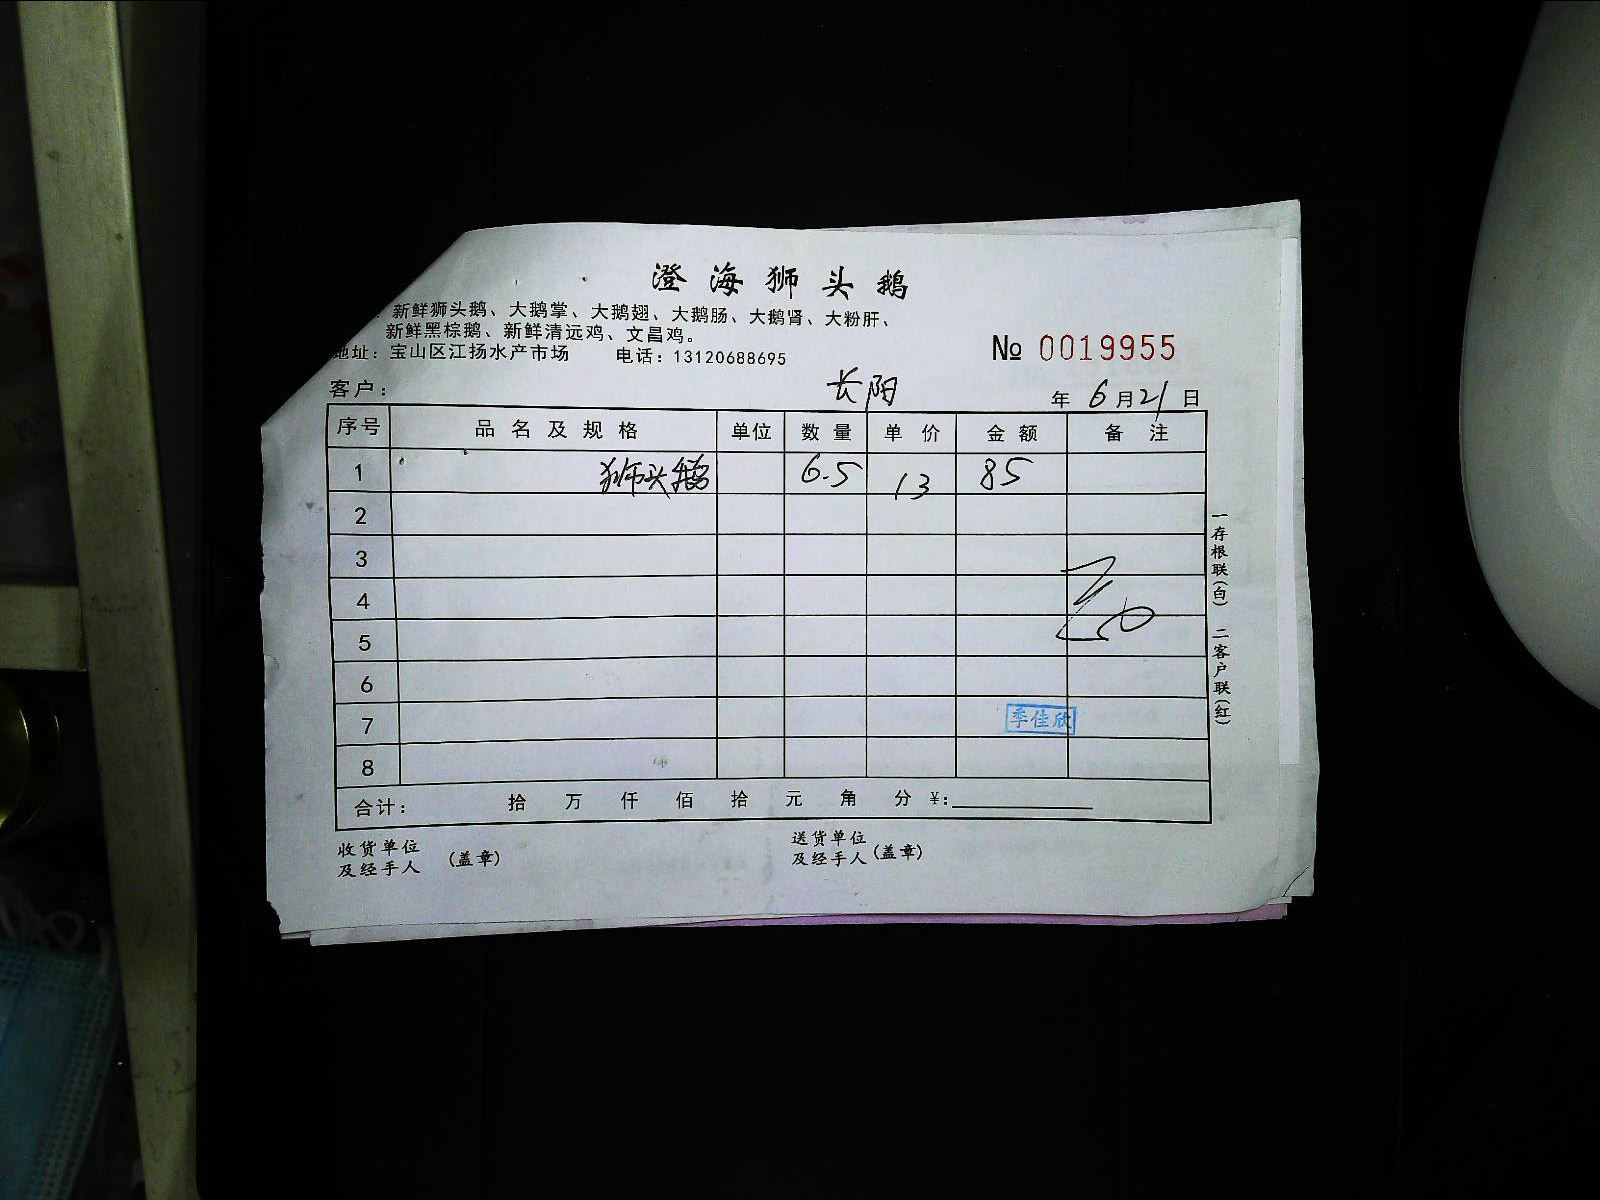 澄海狮头鹅
：新鲜狮头鹅、大鹅掌、大鹅翅、大鹅肠、大鹅肾、大粉肝、
新鲜黑棕鹅、新鲜清远鸡、文昌鸡。
地址：宝山区江扬水产市场 电话：13120688695
№ 0019955
客户： 长阳 年 6月21日
序号 品名及规格 单位 数量 单价 金额 备注
1 狮头鹅 6.5 13 85
2
3
4
5
6
7 季佳欣
8
合计： 拾 万 仟 佰 拾 元 角 分 ￥:
收货单位
及经手人 (盖章)
送货单位
及经手人 (盖章)
一存根联(白) 二客户联(红)